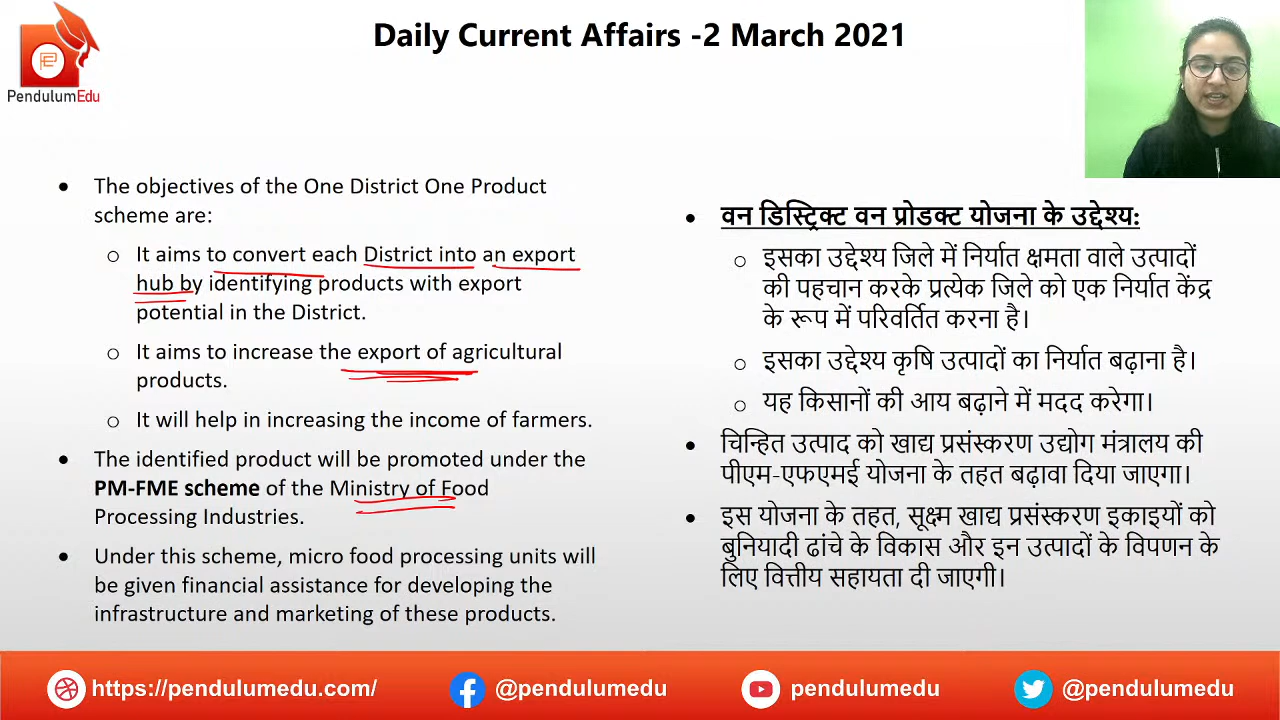 Daily Current Affairs -2 March 2021
PE
PendulumEdu
• The objectives of the One District One Product
scheme are:
o It aims to convert each District into an export
hub by identifying products with export
potential in the District.
o It aims to increase the export of agricultural
products.
o It will help in increasing the income of farmers.
• The identified product will be promoted under the
PM-FME scheme of the Ministry of Food
Processing Industries.
• Under this scheme, micro food processing units will
be given financial assistance for developing the
infrastructure and marketing of these products.
• वन डिस्ट्रिक्ट वन प्रोडक्ट योजना के उद्देश्य:
o इसका उद्देश्य जिले में निर्यात क्षमता वाले उत्पादों
की पहचान करके प्रत्येक जिले को एक निर्यात केंद्र
के रूप में परिवर्तित करना है।
o इसका उद्देश्य कृषि उत्पादों का निर्यात बढ़ाना है।
o यह किसानों की आय बढ़ाने में मदद करेगा।
• चिन्हित उत्पाद को खाद्य प्रसंस्करण उद्योग मंत्रालय की
पीएम-एफएमई योजना के तहत बढ़ावा दिया जाएगा।
• इस योजना के तहत, सूक्ष्म खाद्य प्रसंस्करण इकाइयों को
बुनियादी ढांचे के विकास और इन उत्पादों के विपणन के
लिए वित्तीय सहायता दी जाएगी।
https://pendulumedu.com/
@pendulumedu
pendulumedu
@pendulumedu